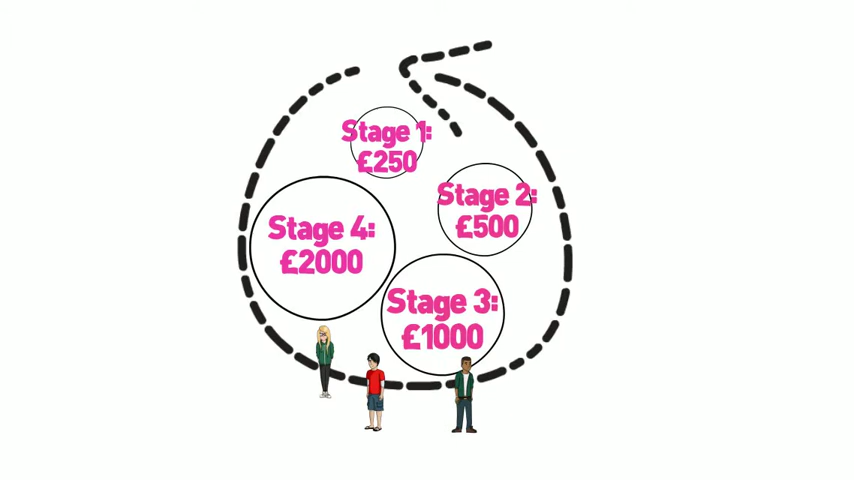 Stage 1:
£250
Stage 2:
£500
Stage 3:
£1000
Stage 4:
£2000